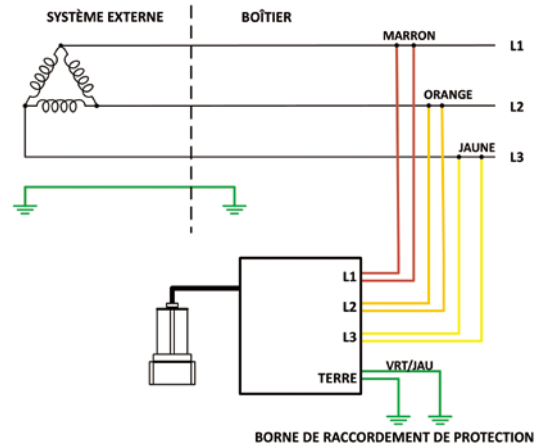 SYSTÈME EXTERNE
BOÎTIER
MARRON
L1
ORANGE
L2
JAUNE
L3
L1
L2
L3
TERRE
VRT/JAU
BORNE DE RACCORDEMENT DE PROTECTION